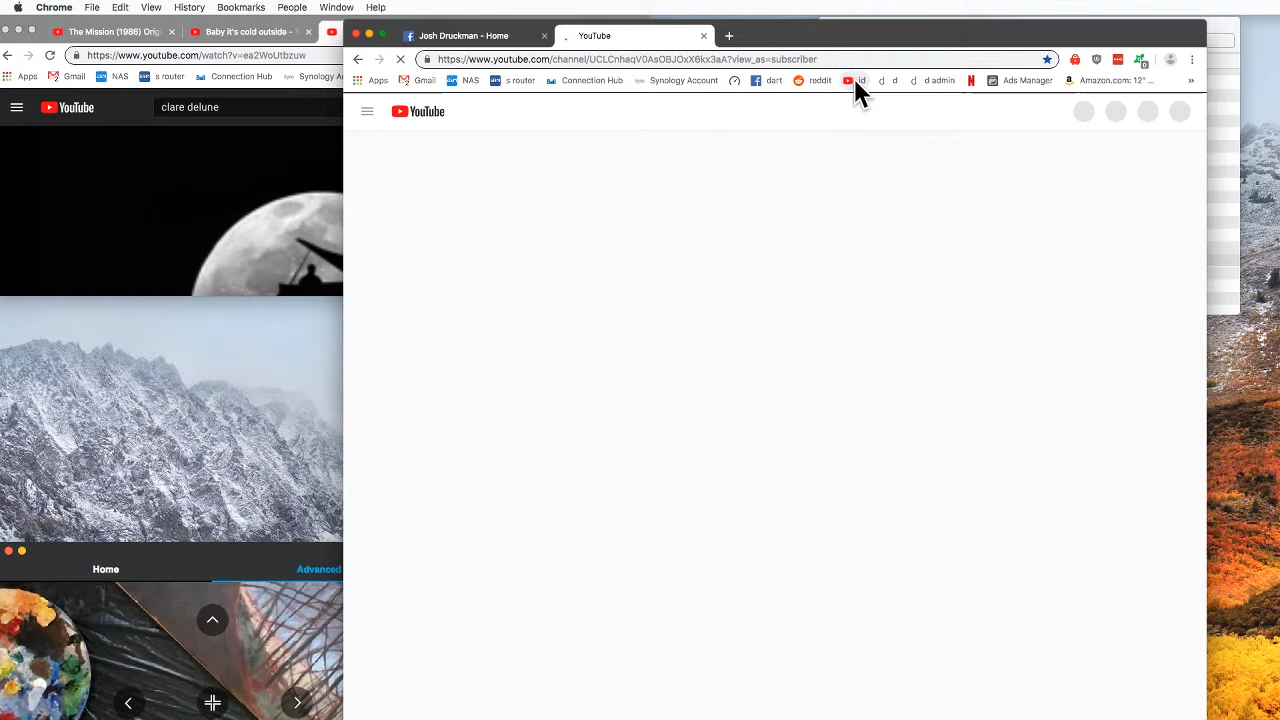 Chrome File Edit View History Bookmarks People Window Help
The Mission (1986) Origi
Baby it's cold outside -
https://www.youtube.com/watch?v=ea2WoUtbzuw
Apps Gmail NAS s router Connection Hub Synology A
YouTube
clare delune
Home
Advanced
Josh Druckman - Home
YouTube
https://www.youtube.com/channel/UCLCnhaqV0AsOBJOxX6kx3aA?view_as=subscriber
Apps Gmail NAS s router Connection Hub Synology Account dart reddit id d d admin Ads Manager Amazon.com: 12" ...
YouTube